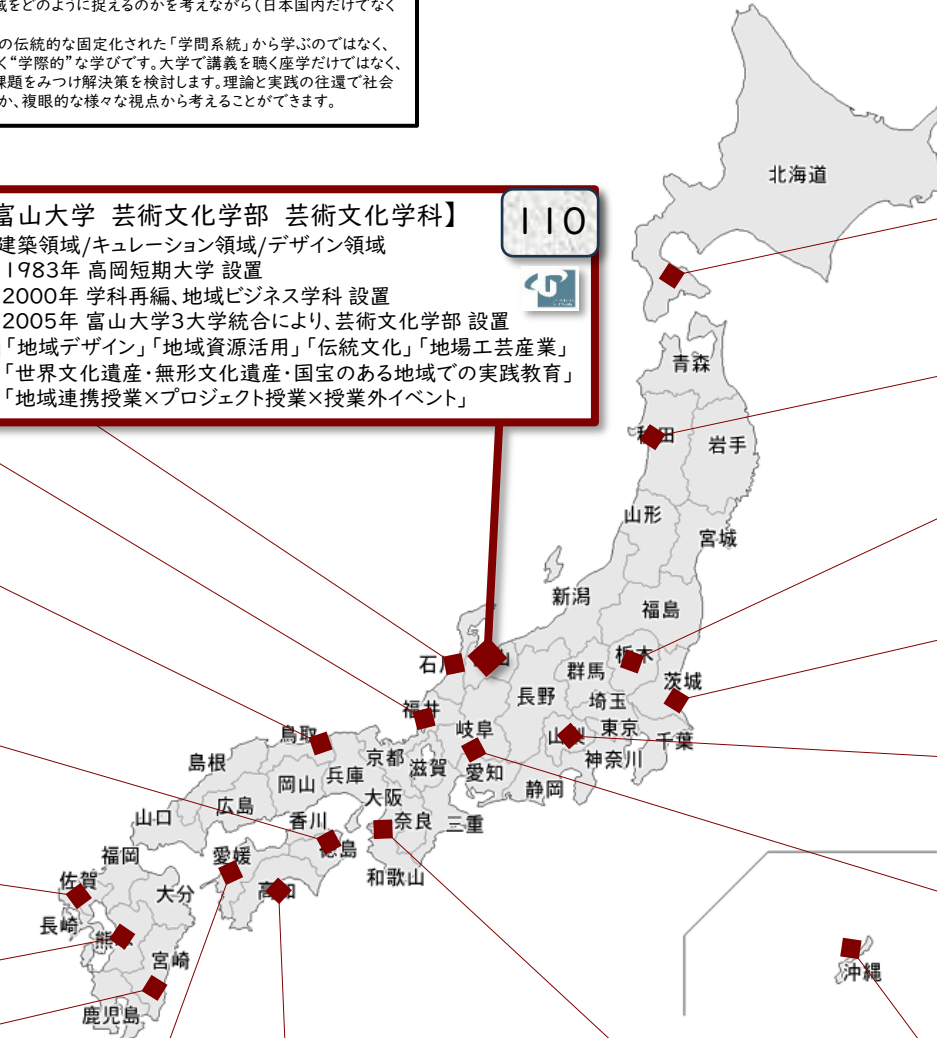 域をどのように捉えるのかを考えながら(日本国内だけでなく
の伝統的な固定化された「学問系統」から学ぶのではなく、
く“学際的”な学びです。大学で講義を聴く座学だけではなく、
課題をみつけ解決策を検討します。理論と実践の往還で社会
か、複眼的な様々な視点から考えることができます。
富山大学 芸術文化学部 芸術文化学科】
110
建築領域/キュレーション領域/デザイン領域
1983年 高岡短期大学 設置
2000年 学科再編、地域ビジネス学科 設置
2005年 富山大学3大学統合により、芸術文化学部 設置
「地域デザイン」「地域資源活用」「伝統文化」「地場工芸産業」
「世界文化遺産・無形文化遺産・国宝のある地域での実践教育」
「地域連携授業×プロジェクト授業×授業外イベント」
北海道
青森
秋田
岩手
山形
宮城
新潟
福島
石川
栃木
群馬
茨城
長野
埼玉
福井
岐阜
山梨
東京
千葉
鳥取
京都
神奈川
島根
滋賀
愛知
兵庫
岡山
静岡
大阪
広島
山口
香川
奈良
三重
徳島
福岡
愛媛
和歌山
佐賀
大分
高知
長崎
熊本
宮崎
沖縄
鹿児島